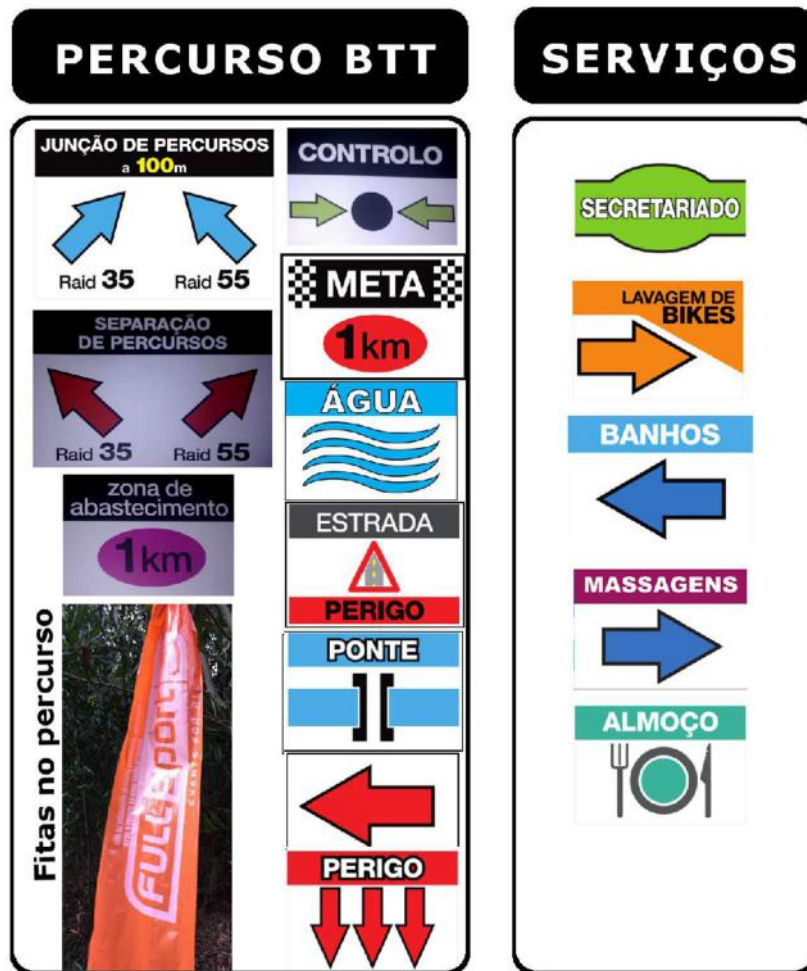 PERCURSO BTT
JUNÇÃO DE PERCURSOS
a 100m
Raid 35 Raid 55
SEPARAÇÃO
DE PERCURSOS
Raid 35 Raid 55
zona de
abastecimento
1km
Fitas no percurso
FULLSPORT
CONTROLO
META
1km
ÁGUA
ESTRADA
PERIGO
PONTE
PERIGO
SERVIÇOS
SECRETARIADO
LAVAGEM DE
BIKES
BANHOS
MASSAGENS
ALMOÇO